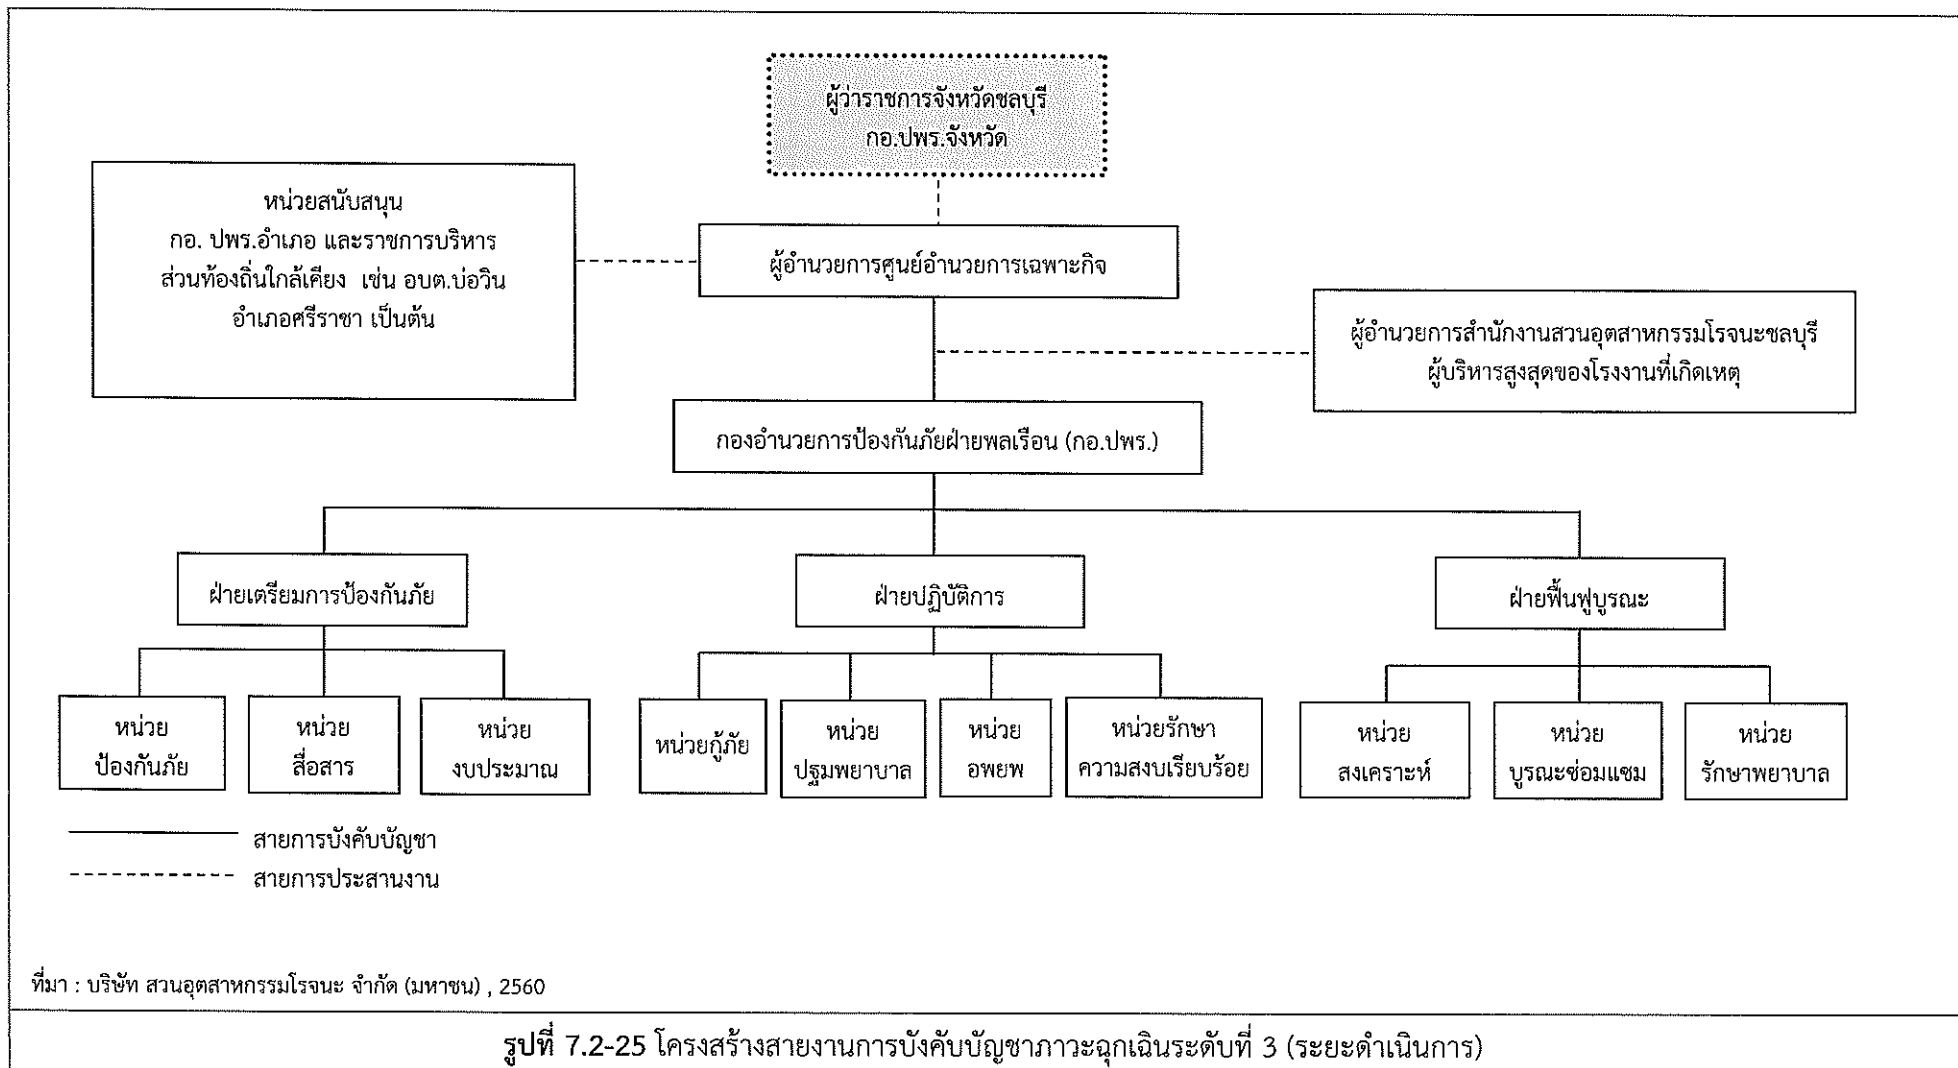 ผู้ว่าราชการจังหวัดชลบุรี
กอ.ปพร.จังหวัด
หน่วยสนับสนุน
กอ. ปพร.อำเภอ และราชการบริหาร
ส่วนท้องถิ่นใกล้เคียง เช่น อบต.บ่อวิน
อำเภอศรีราชา เป็นต้น
ผู้อำนวยการศูนย์อำนวยการเฉพาะกิจ
ผู้อำนวยการสำนักงานสวนอุตสาหกรรมโรจนะชลบุรี
ผู้บริหารสูงสุดของโรงงานที่เกิดเหตุ
กองอำนวยการป้องกันภัยฝ่ายพลเรือน (กอ.ปพร.)
ฝ่ายเตรียมการป้องกันภัย
ฝ่ายปฏิบัติการ
ฝ่ายฟื้นฟูบูรณะ
หน่วย
ป้องกันภัย
หน่วย
สื่อสาร
หน่วย
งบประมาณ
หน่วยกู้ภัย
หน่วย
ปฐมพยาบาล
หน่วย
อพยพ
หน่วยรักษา
ความสงบเรียบร้อย
หน่วย
สงเคราะห์
หน่วย
บูรณะซ่อมแซม
หน่วย
รักษาพยาบาล
สายการบังคับบัญชา
สายการประสานงาน
ที่มา : บริษัท สวนอุตสาหกรรมโรจนะ จำกัด (มหาชน) , 2560
รูปที่ 7.2-25 โครงสร้างสายงานการบังคับบัญชาภาวะฉุกเฉินระดับที่ 3 (ระยะดำเนินการ)